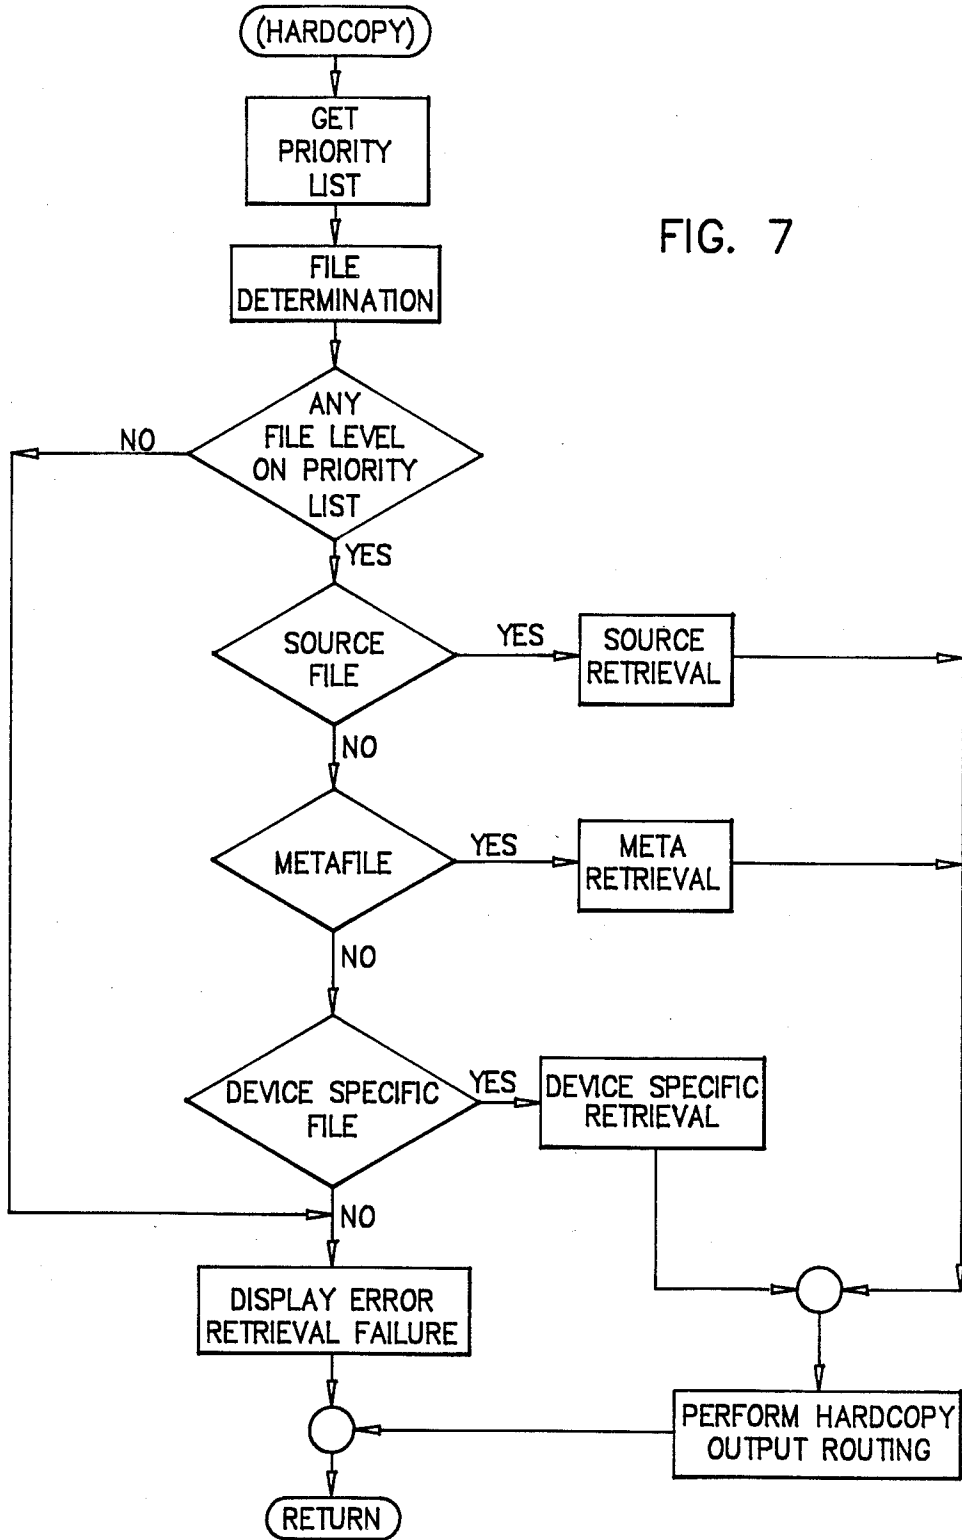 (HARDCOPY)
GET
PRIORITY
LIST
FIG. 7
FILE
DETERMINATION
ANY
FILE LEVEL
ON PRIORITY
LIST
NO
YES
SOURCE
FILE
YES
SOURCE
RETRIEVAL
NO
METAFILE
YES
META
RETRIEVAL
NO
DEVICE SPECIFIC
FILE
YES
DEVICE SPECIFIC
RETRIEVAL
NO
DISPLAY ERROR
RETRIEVAL FAILURE
PERFORM HARDCOPY
OUTPUT ROUTING
RETURN